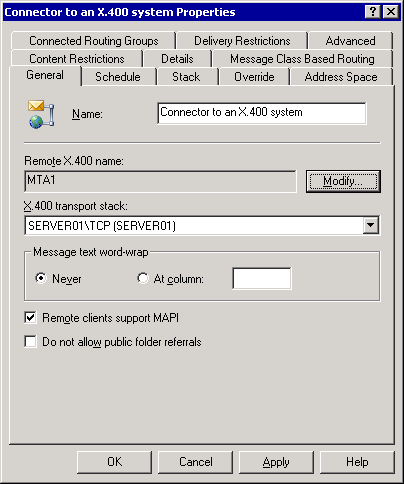 Connector to an X.400 system Properties
Connected Routing Groups Delivery Restrictions Advanced
Content Restrictions Details Message Class Based Routing
General Schedule Stack Override Address Space
Name: Connector to an X.400 system
Remote X.400 name:
MTA1 Modify...
X.400 transport stack:
SERVER01\TCP (SERVER01)
Message text word-wrap
Never At column:
Remote clients support MAPI
Do not allow public folder referrals
OK Cancel Apply Help